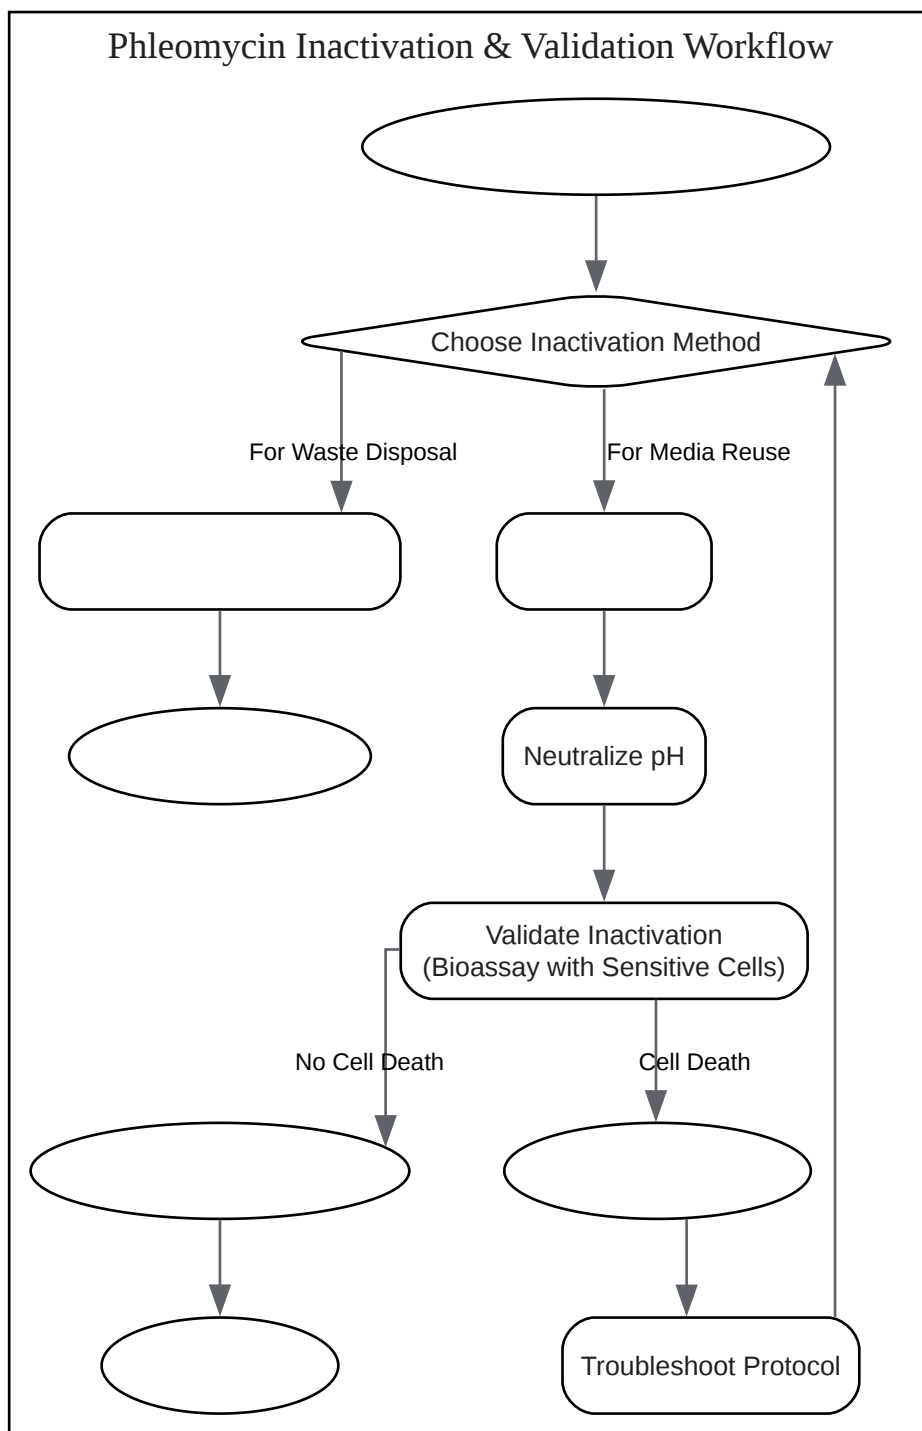 Phleomycin Inactivation & Validation Workflow
Choose Inactivation Method
For Waste Disposal
For Media Reuse
Neutralize pH
Validate Inactivation
(Bioassay with Sensitive Cells)
No Cell Death
Cell Death
Troubleshoot Protocol